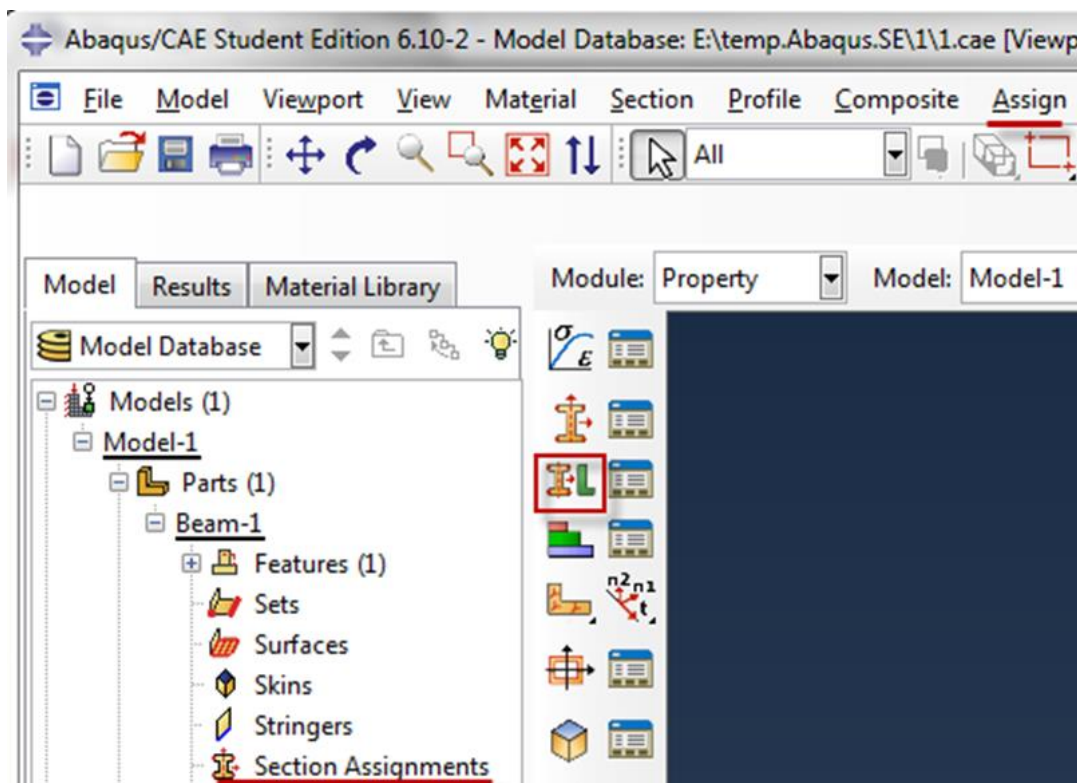 Abaqus/CAE Student Edition 6.10-2 - Model Database: E:\temp.Abaqus.SE\1\1.cae [Viewp
File Model Viewport View Material Section Profile Composite Assign
All
Model Results Material Library
Module: Property Model: Model-1
Model Database
σ
ε
Models (1)
Model-1
Parts (1)
Beam-1
Features (1)
Sets
Surfaces
Skins
Stringers
Section Assignments
n2 n1
t